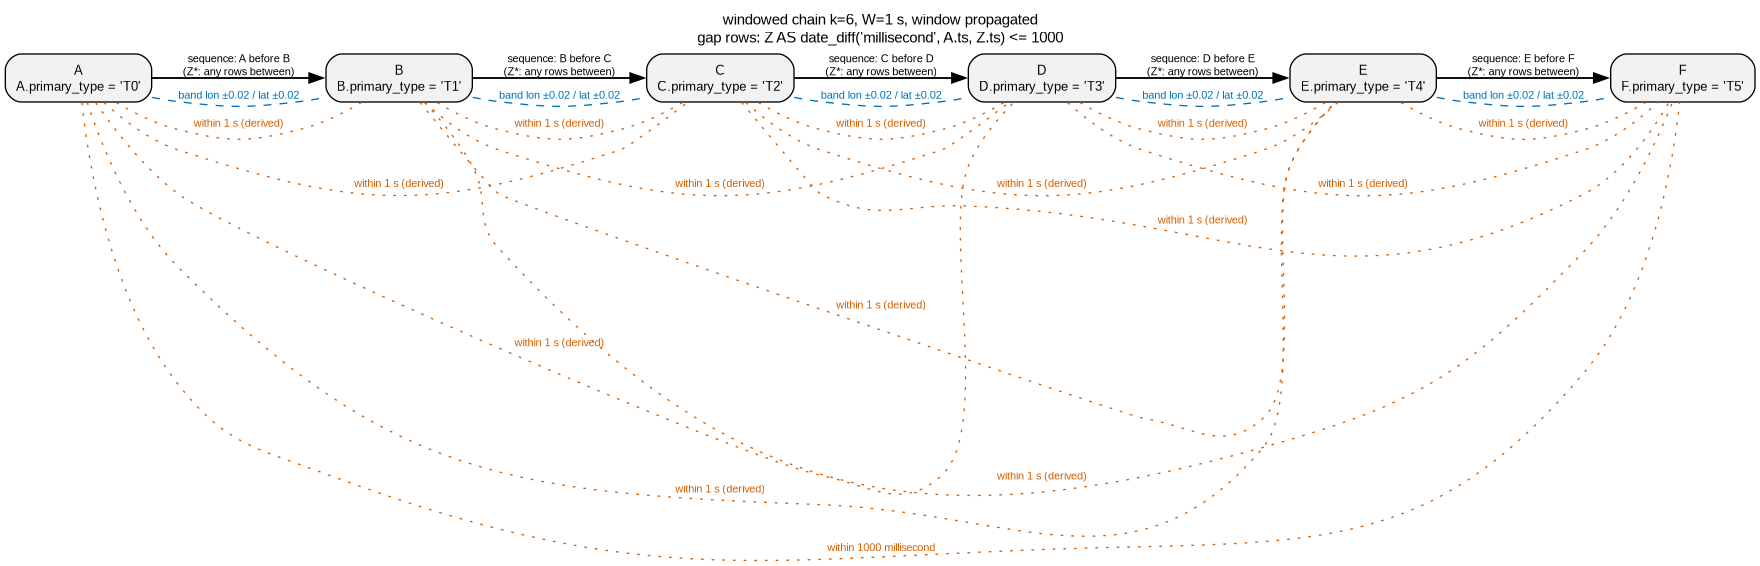 windowed chain k=6, W=1 s, window propagated
gap rows: Z AS date_diff('millisecond', A.ts, Z.ts) <= 1000
A
A.primary_type = 'T0'
sequence: A before B
(Z*: any rows between)
band lon ±0.02 / lat ±0.02
B
B.primary_type = 'T1'
sequence: B before C
(Z*: any rows between)
band lon ±0.02 / lat ±0.02
C
C.primary_type = 'T2'
sequence: C before D
(Z*: any rows between)
band lon ±0.02 / lat ±0.02
D
D.primary_type = 'T3'
sequence: D before E
(Z*: any rows between)
band lon ±0.02 / lat ±0.02
E
E.primary_type = 'T4'
sequence: E before F
(Z*: any rows between)
band lon ±0.02 / lat ±0.02
F
F.primary_type = 'T5'
within 1 s (derived)
within 1 s (derived)
within 1 s (derived)
within 1 s (derived)
within 1 s (derived)
within 1 s (derived)
within 1 s (derived)
within 1 s (derived)
within 1 s (derived)
within 1 s (derived)
within 1 s (derived)
within 1 s (derived)
within 1 s (derived)
within 1 s (derived)
within 1000 millisecond